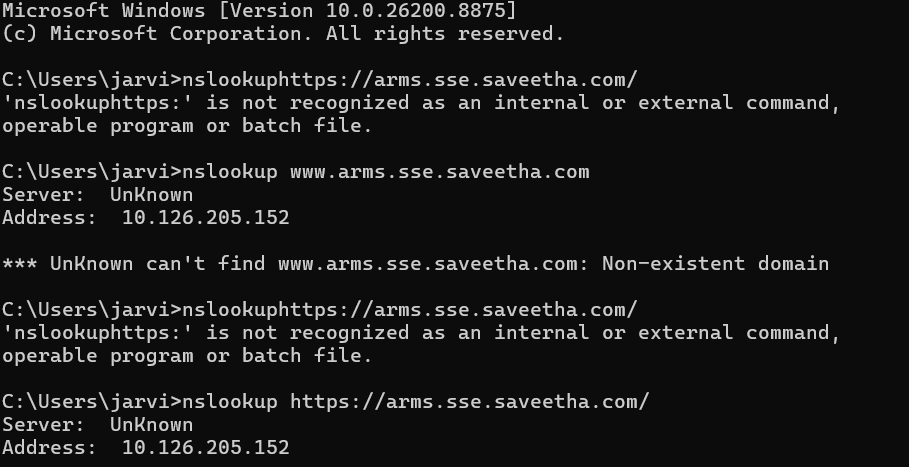 Microsoft Windows [Version 10.0.26200.8875]
(c) Microsoft Corporation. All rights reserved.
C:\Users\jarvi>nslookuphttps://arms.sse.saveetha.com/
'nslookuphttps:' is not recognized as an internal or external command,
operable program or batch file.
C:\Users\jarvi>nslookup www.arms.sse.saveetha.com
Server:  UnKnown
Address:  10.126.205.152
*** UnKnown can't find www.arms.sse.saveetha.com: Non-existent domain
C:\Users\jarvi>nslookuphttps://arms.sse.saveetha.com/
'nslookuphttps:' is not recognized as an internal or external command,
operable program or batch file.
C:\Users\jarvi>nslookup https://arms.sse.saveetha.com/
Server:  UnKnown
Address:  10.126.205.152